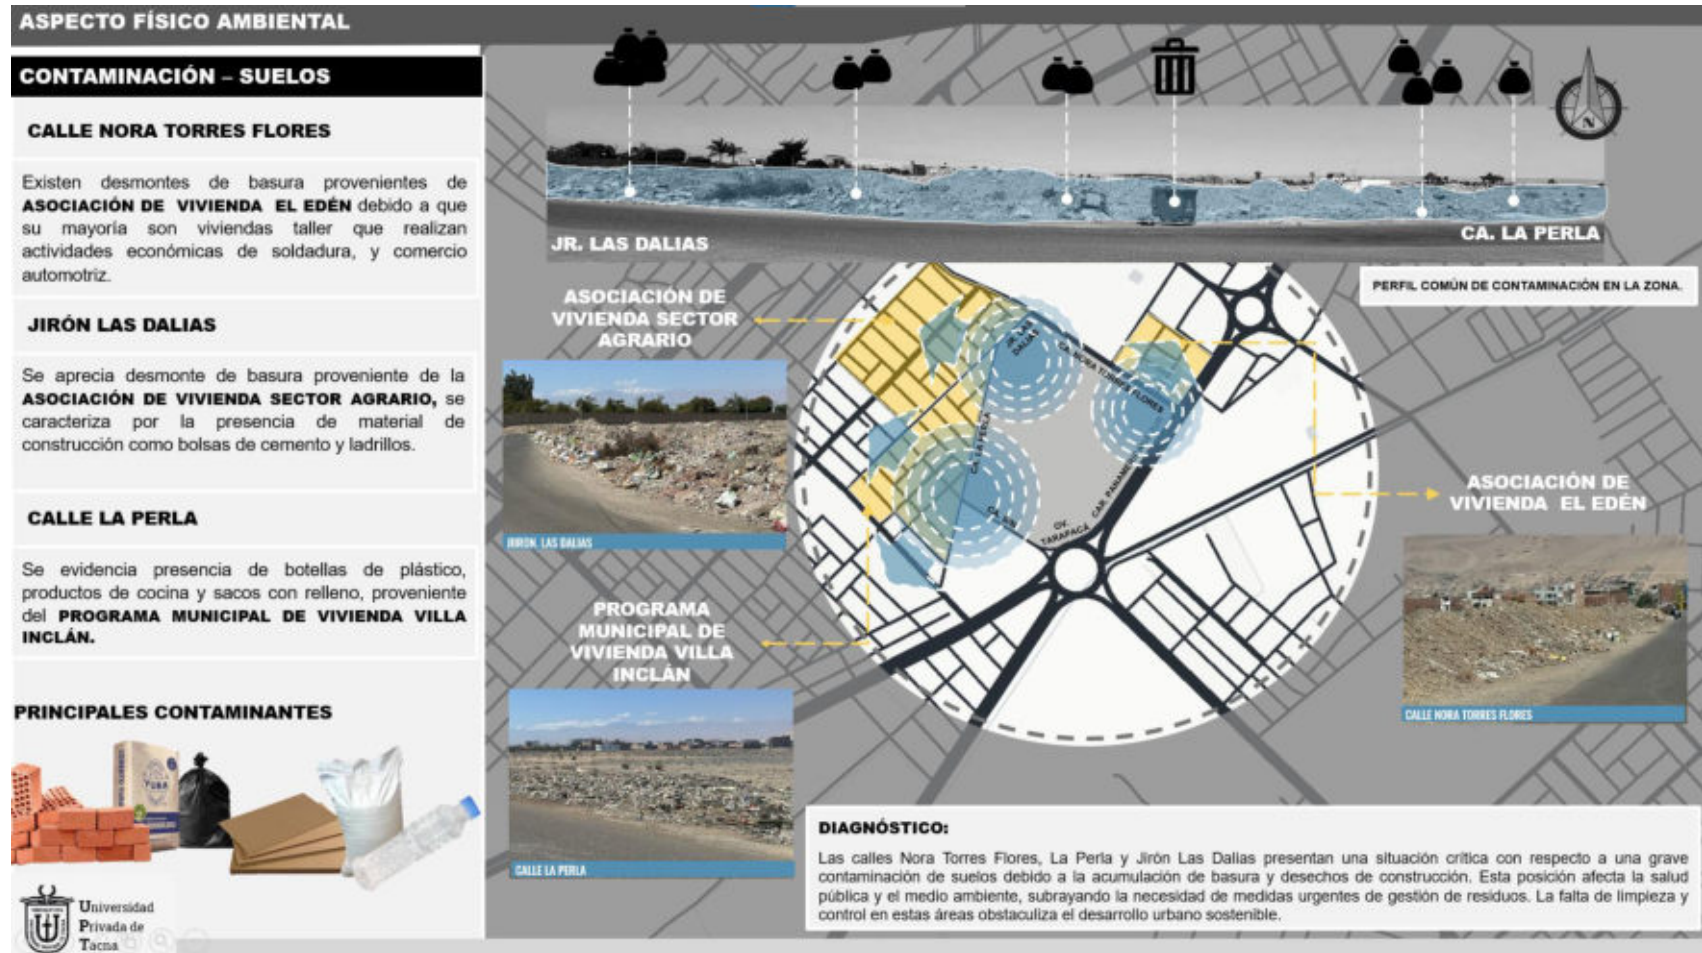 ASPECTO FÍSICO AMBIENTAL
CONTAMINACIÓN – SUELOS
CALLE NORA TORRES FLORES
Existen desmontes de basura provenientes de
ASOCIACIÓN DE VIVIENDA EL EDÉN debido a que
su mayoría son viviendas taller que realizan
actividades económicas de soldadura, y comercio
automotriz.
JIRÓN LAS DALIAS
Se aprecia desmonte de basura proveniente de la
ASOCIACIÓN DE VIVIENDA SECTOR AGRARIO, se
caracteriza por la presencia de material de
construcción como bolsas de cemento y ladrillos.
CALLE LA PERLA
Se evidencia presencia de botellas de plástico,
productos de cocina y sacos con relleno, proveniente
del PROGRAMA MUNICIPAL DE VIVIENDA VILLA
INCLÁN.
PRINCIPALES CONTAMINANTES
YURA
Universidad
Privada de
Tacna
JR. LAS DALIAS
CA. LA PERLA
N
PERFIL COMÚN DE CONTAMINACIÓN EN LA ZONA.
ASOCIACIÓN DE
VIVIENDA SECTOR
AGRARIO
JIRON LAS DALIAS
JR. LAS
DALIAS
CA. NORA TORRES FLORES
CA. LA PERLA
CA. S/N
OV.
TARAPACÁ
CAR. PANAME
ASOCIACIÓN DE
VIVIENDA EL EDÉN
CALLE NORA TORRES FLORES
PROGRAMA
MUNICIPAL DE
VIVIENDA VILLA
INCLÁN
CALLE LA PERLA
DIAGNÓSTICO:
Las calles Nora Torres Flores, La Perla y Jirón Las Dalias presentan una situación crítica con respecto a una grave
contaminación de suelos debido a la acumulación de basura y desechos de construcción. Esta posición afecta la salud
pública y el medio ambiente, subrayando la necesidad de medidas urgentes de gestión de residuos. La falta de limpieza y
control en estas áreas obstaculiza el desarrollo urbano sostenible.